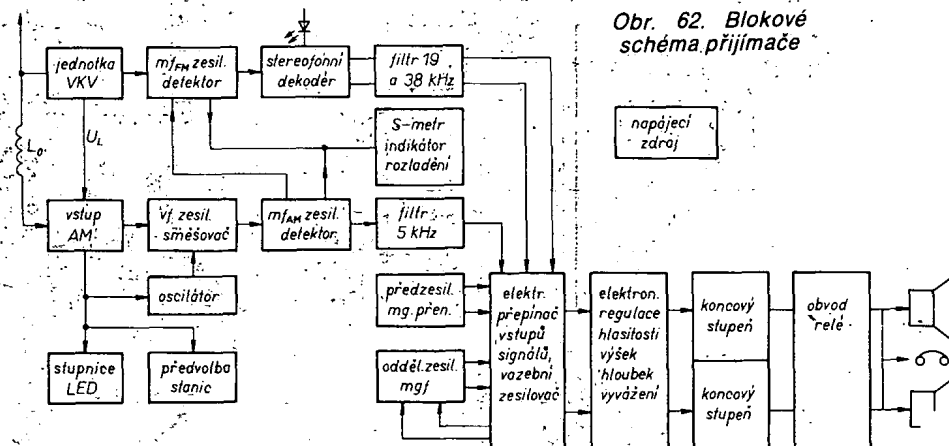 Obr. 62. Blokové
schéma přijímače
jednotka
VKV
mf FM zesil.
detektor
stereofonní
dekodér
filtr 19
a 38 kHz
napájecí
zdroj
S-metr
indikátor
rozladění
L₀
U_L
vstup
AM
vf. zesil.
směšovač
mf AM zesil.
detektor
filtr
5 kHz
oscilátor
stupnice
LED
předvolba
stanic
předzesil.
mg. přen.
odděl. zesil.
mgf
elektr.
přepínač
vstupů
signálů,
vazební
zesilovač
elektron.
regulace
hlasitosti
výšek
hloubek
vyvážení
koncový
stupeň
koncový
stupeň
obvod
relé